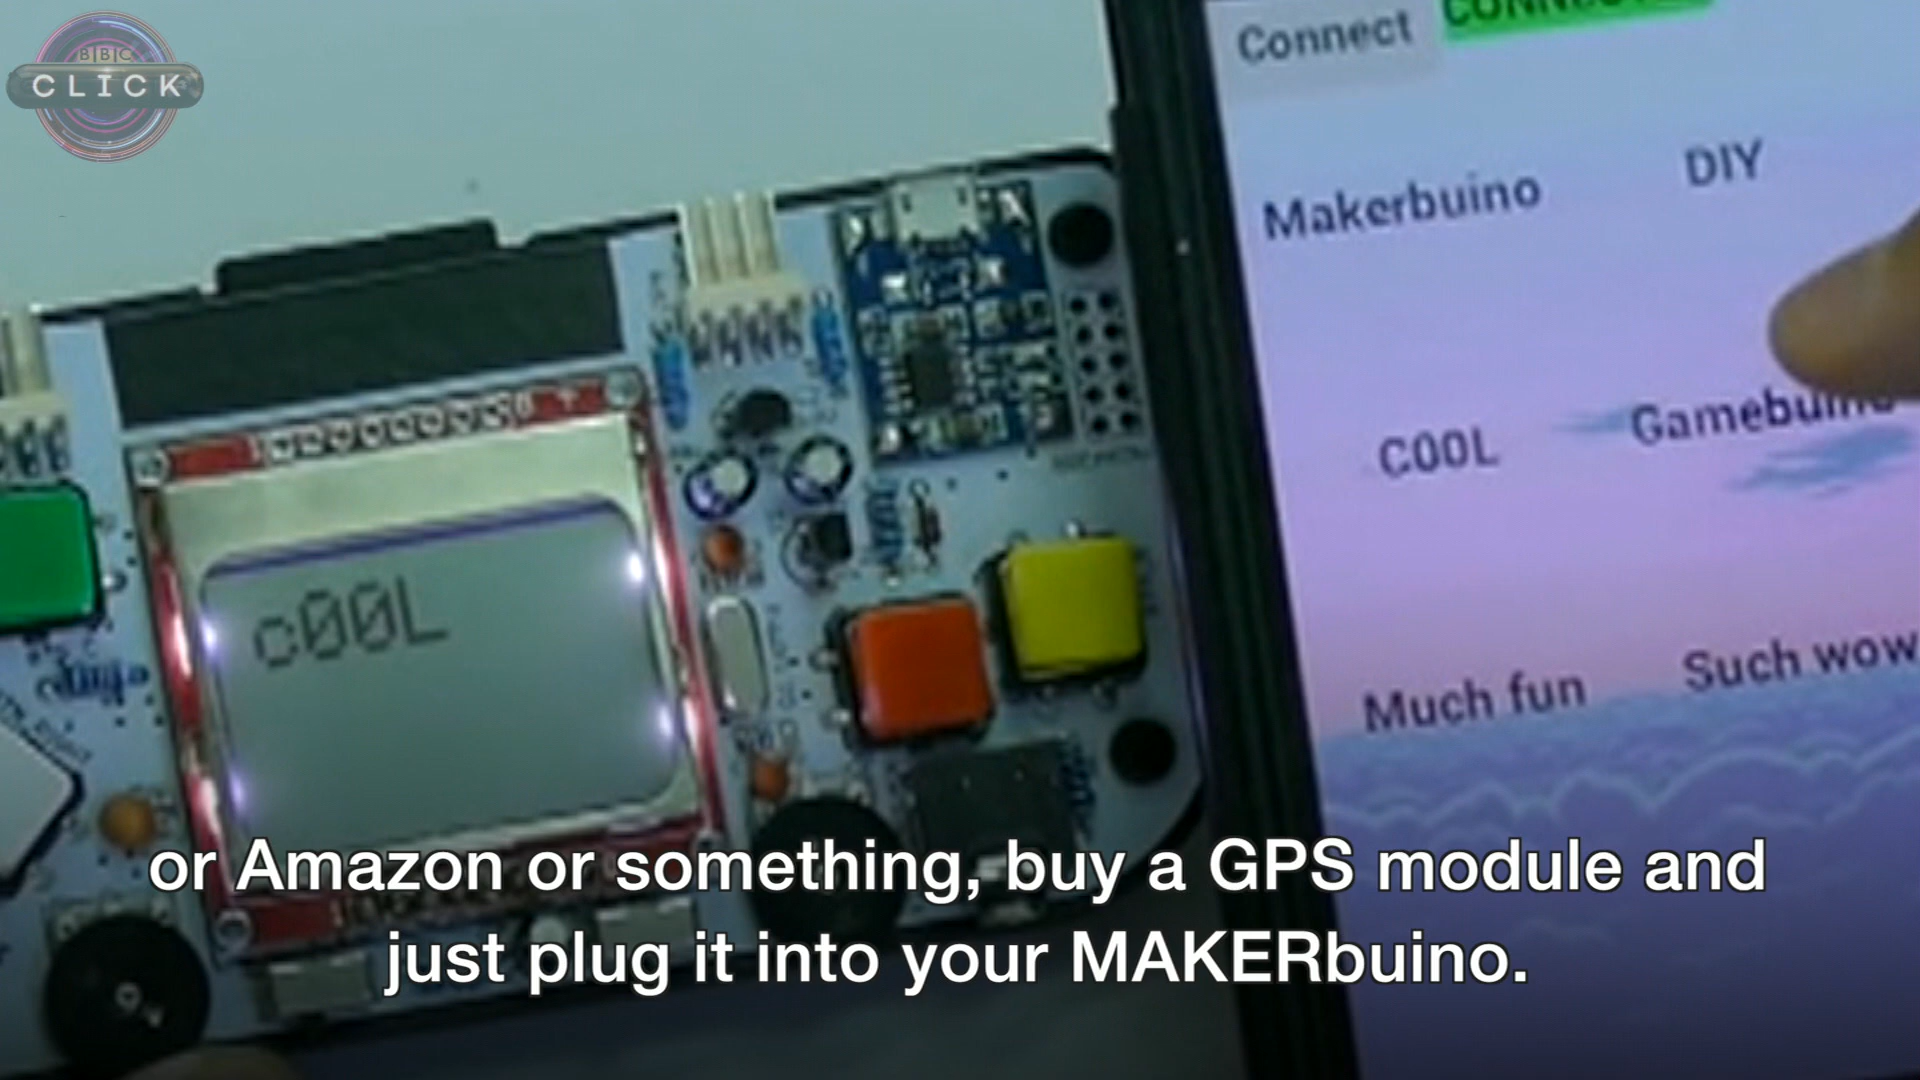 BBC
CLICK
Connect
Makerbuino
DIY
C00L
Much fun
Such wow
c00L
or Amazon or something, buy a GPS module and
just plug it into your MAKERbuino.